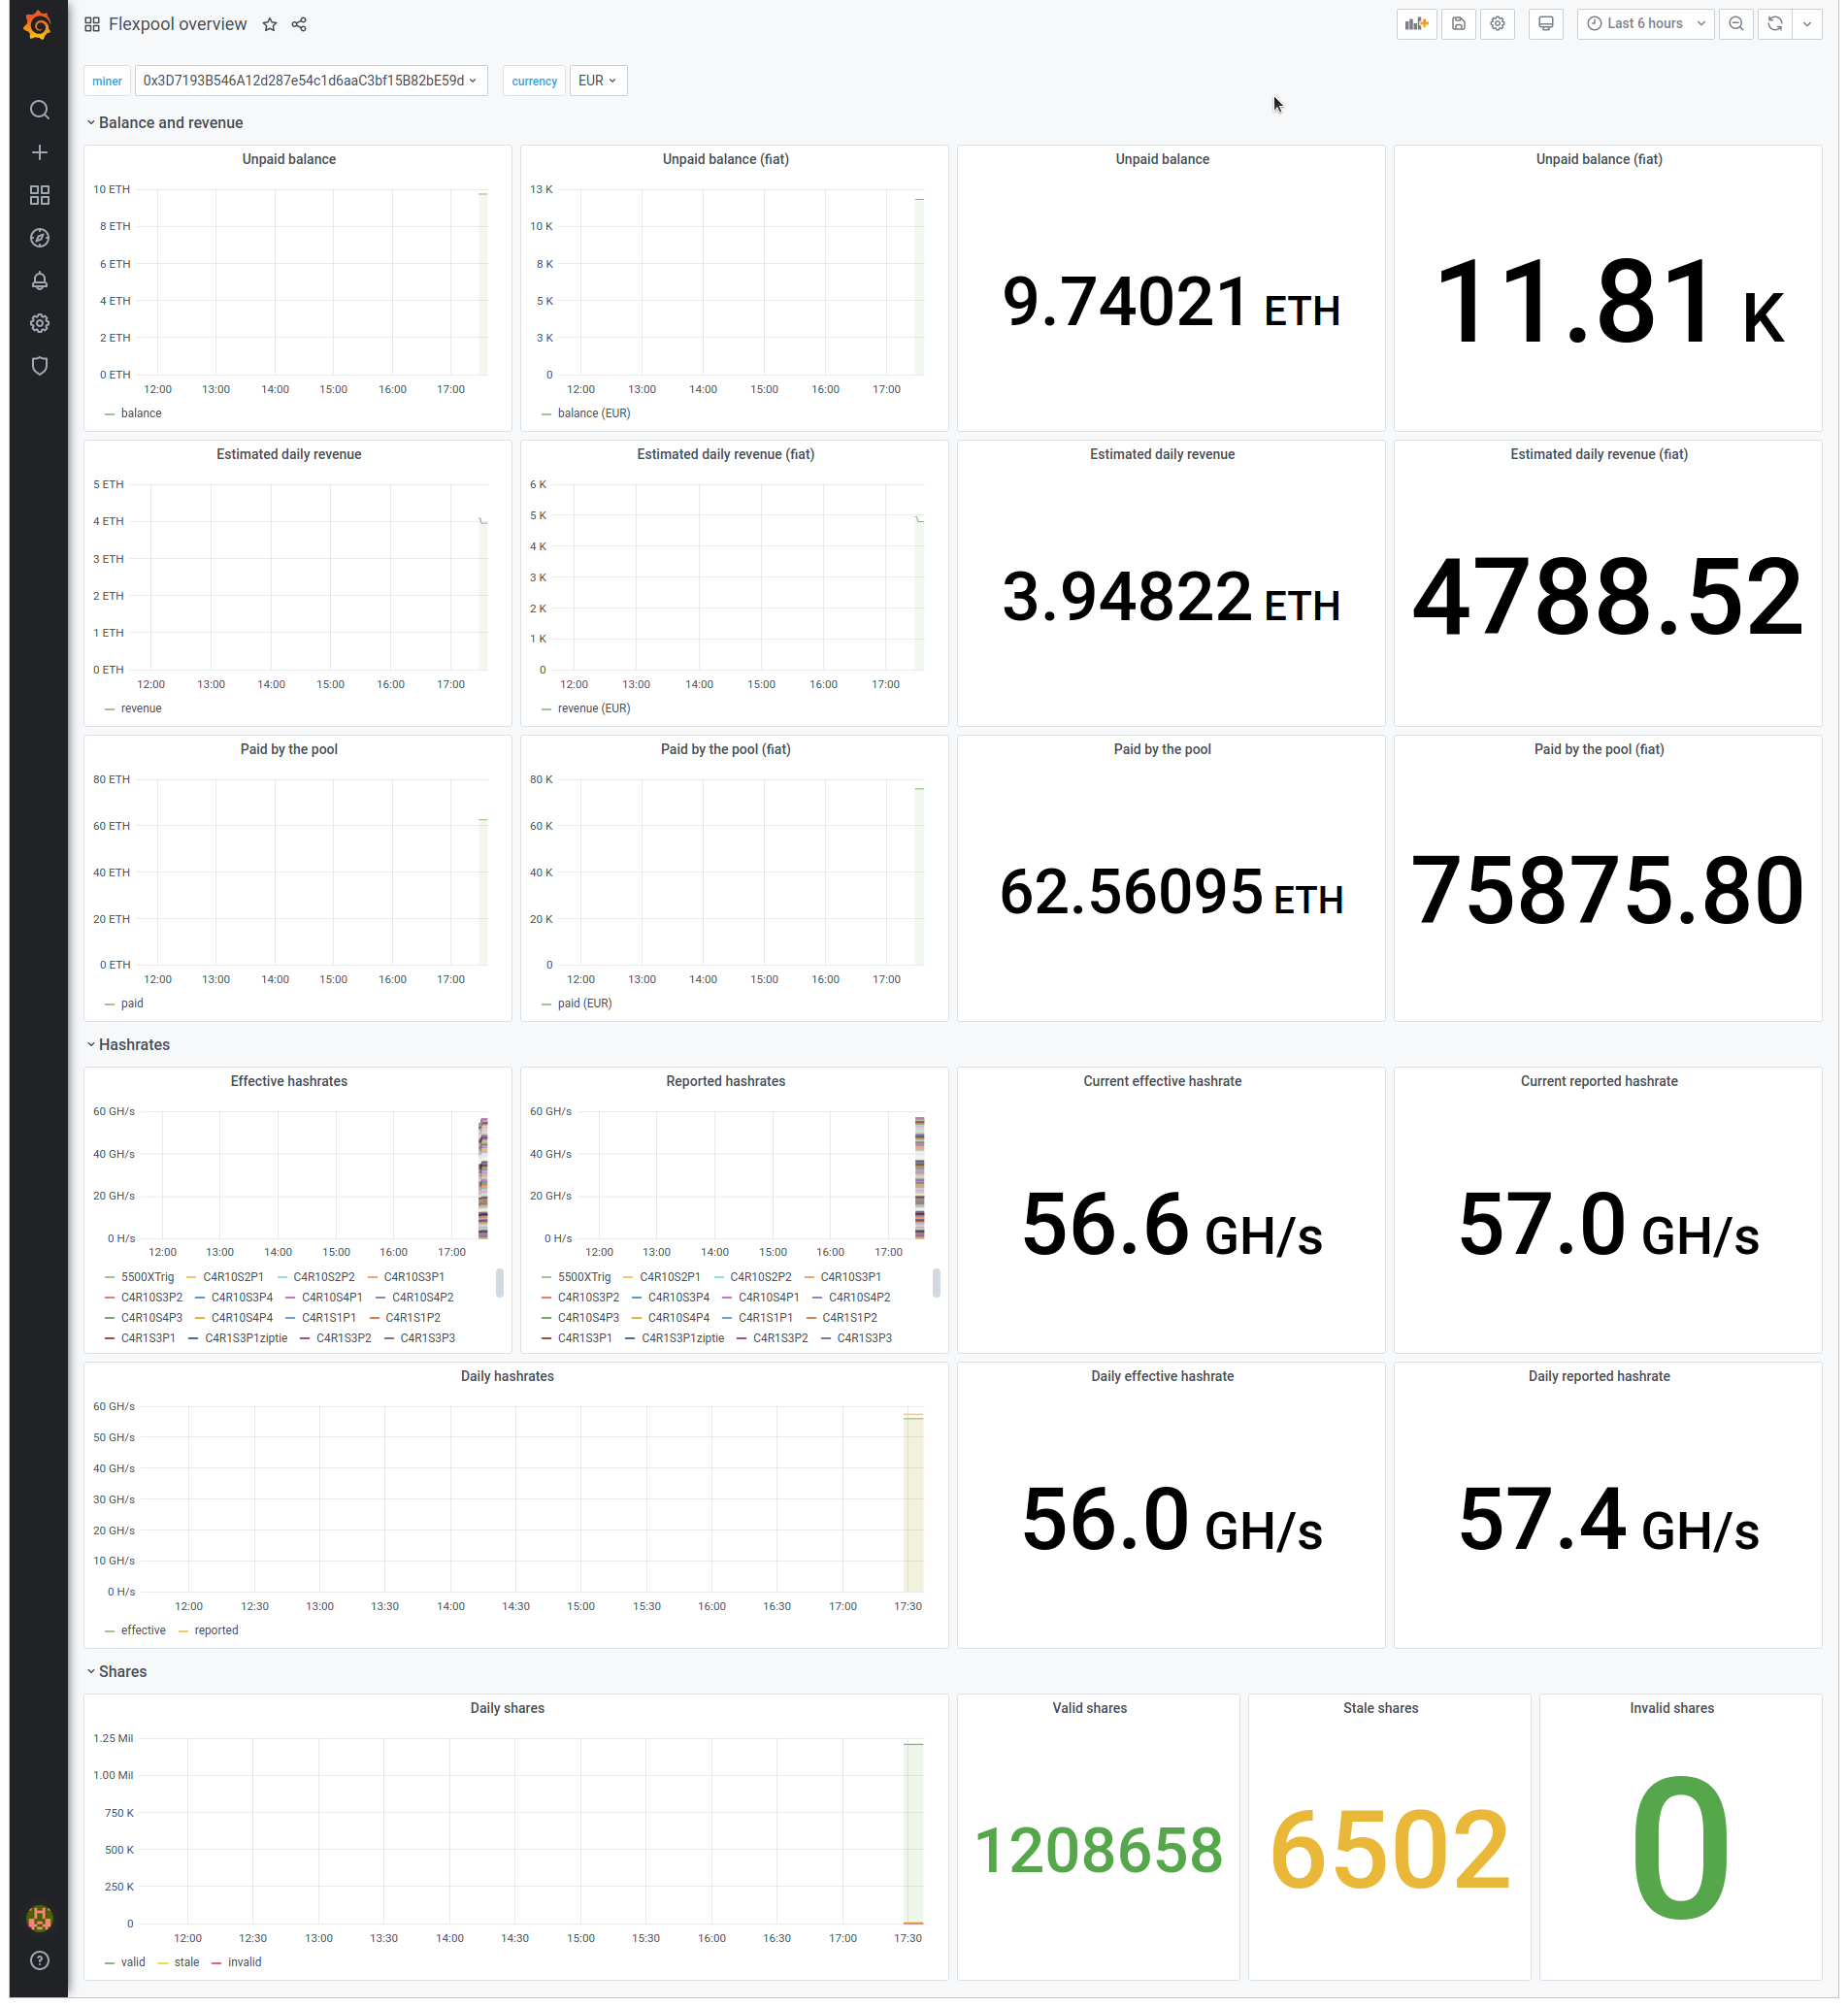 Flexpool overview
Last 6 hours
miner 0x3D7193B546A12d287e54c1d6aaC3bf15B82bE59d currency EUR
Balance and revenue
Unpaid balance
10 ETH
8 ETH
6 ETH
4 ETH
2 ETH
0 ETH
12:00 13:00 14:00 15:00 16:00 17:00
balance
Unpaid balance (fiat)
13 K
10 K
8 K
5 K
3 K
0
12:00 13:00 14:00 15:00 16:00 17:00
balance (EUR)
Unpaid balance
9.74021 ETH
Unpaid balance (fiat)
11.81 K
Estimated daily revenue
5 ETH
4 ETH
3 ETH
2 ETH
1 ETH
0 ETH
12:00 13:00 14:00 15:00 16:00 17:00
revenue
Estimated daily revenue (fiat)
6 K
5 K
4 K
3 K
2 K
1 K
0
12:00 13:00 14:00 15:00 16:00 17:00
revenue (EUR)
Estimated daily revenue
3.94822 ETH
Estimated daily revenue (fiat)
4788.52
Paid by the pool
80 ETH
60 ETH
40 ETH
20 ETH
0 ETH
12:00 13:00 14:00 15:00 16:00 17:00
paid
Paid by the pool (fiat)
80 K
60 K
40 K
20 K
0
12:00 13:00 14:00 15:00 16:00 17:00
paid (EUR)
Paid by the pool
62.56095 ETH
Paid by the pool (fiat)
75875.80
Hashrates
Effective hashrates
60 GH/s
40 GH/s
20 GH/s
0 H/s
12:00 13:00 14:00 15:00 16:00 17:00
5500XTrig C4R10S2P1 C4R10S2P2 C4R10S3P1
C4R10S3P2 C4R10S3P4 C4R10S4P1 C4R10S4P2
C4R10S4P3 C4R10S4P4 C4R1S1P1 C4R1S1P2
C4R1S3P1 C4R1S3P1ziptie C4R1S3P2 C4R1S3P3
Reported hashrates
60 GH/s
40 GH/s
20 GH/s
0 H/s
12:00 13:00 14:00 15:00 16:00 17:00
5500XTrig C4R10S2P1 C4R10S2P2 C4R10S3P1
C4R10S3P2 C4R10S3P4 C4R10S4P1 C4R10S4P2
C4R10S4P3 C4R10S4P4 C4R1S1P1 C4R1S1P2
C4R1S3P1 C4R1S3P1ziptie C4R1S3P2 C4R1S3P3
Current effective hashrate
56.6 GH/s
Current reported hashrate
57.0 GH/s
Daily hashrates
60 GH/s
50 GH/s
40 GH/s
30 GH/s
20 GH/s
10 GH/s
0 H/s
12:00 12:30 13:00 13:30 14:00 14:30 15:00 15:30 16:00 16:30 17:00 17:30
effective reported
Daily effective hashrate
56.0 GH/s
Daily reported hashrate
57.4 GH/s
Shares
Daily shares
1.25 Mil
1.00 Mil
750 K
500 K
250 K
0
12:00 12:30 13:00 13:30 14:00 14:30 15:00 15:30 16:00 16:30 17:00 17:30
valid stale invalid
Valid shares
1208658
Stale shares
6502
Invalid shares
0